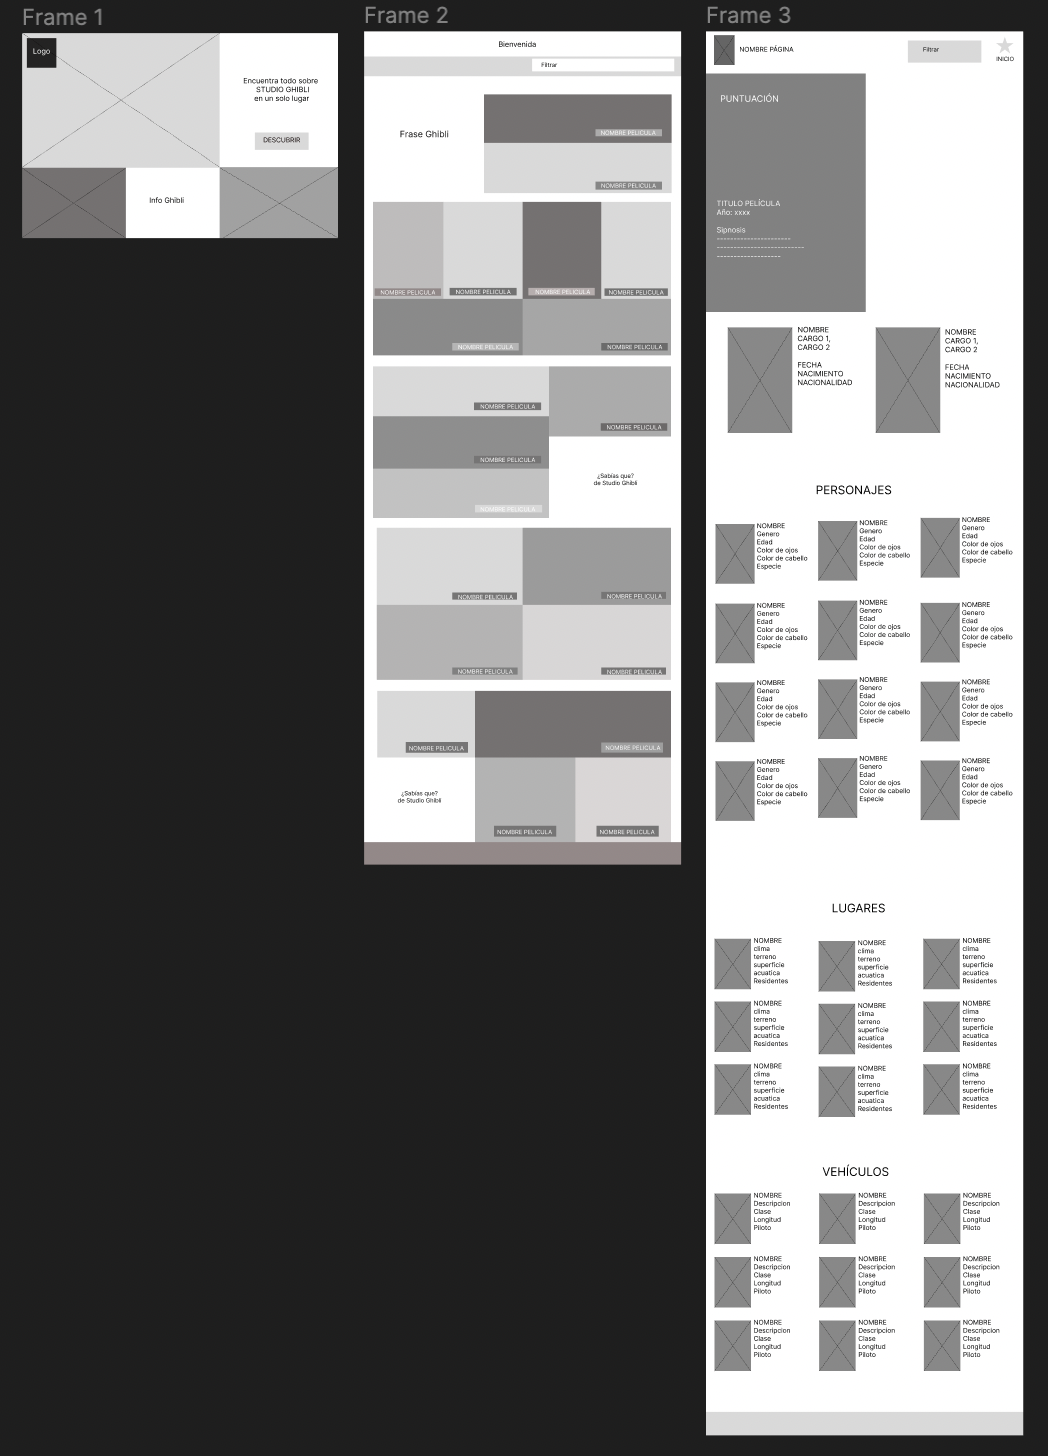 Frame 1
Logo
Encuentra todo sobre
STUDIO GHIBLI
en un solo lugar
DESCUBRIR
Info Ghibli
Frame 2
Bienvenida
Filtrar
Frase Ghibli
NOMBRE PELICULA
NOMBRE PELICULA
NOMBRE PELICULA
NOMBRE PELICULA
NOMBRE PELICULA
NOMBRE PELICULA
NOMBRE PELICULA
NOMBRE PELICULA
NOMBRE PELICULA
NOMBRE PELICULA
NOMBRE PELICULA
¿Sabías que?
de Studio Ghibli
NOMBRE PELICULA
NOMBRE PELICULA
NOMBRE PELICULA
NOMBRE PELICULA
NOMBRE PELICULA
NOMBRE PELICULA
NOMBRE PELICULA
¿Sabías que?
de Studio Ghibli
NOMBRE PELICULA
NOMBRE PELICULA
Frame 3
NOMBRE PÁGINA
Filtrar
INICIO
PUNTUACIÓN
TITULO PELÍCULA
Año: xxxx
Sipnosis
NOMBRE
CARGO 1,
CARGO 2
FECHA
NACIMIENTO
NACIONALIDAD
NOMBRE
CARGO 1,
CARGO 2
FECHA
NACIMIENTO
NACIONALIDAD
PERSONAJES
NOMBRE
Genero
Edad
Color de ojos
Color de cabello
Especie
NOMBRE
Genero
Edad
Color de ojos
Color de cabello
Especie
NOMBRE
Genero
Edad
Color de ojos
Color de cabello
Especie
NOMBRE
Genero
Edad
Color de ojos
Color de cabello
Especie
NOMBRE
Genero
Edad
Color de ojos
Color de cabello
Especie
NOMBRE
Genero
Edad
Color de ojos
Color de cabello
Especie
NOMBRE
Genero
Edad
Color de ojos
Color de cabello
Especie
NOMBRE
Genero
Edad
Color de ojos
Color de cabello
Especie
NOMBRE
Genero
Edad
Color de ojos
Color de cabello
Especie
NOMBRE
Genero
Edad
Color de ojos
Color de cabello
Especie
NOMBRE
Genero
Edad
Color de ojos
Color de cabello
Especie
NOMBRE
Genero
Edad
Color de ojos
Color de cabello
Especie
LUGARES
NOMBRE
clima
terreno
superficie
acuatica
Residentes
NOMBRE
clima
terreno
superficie
acuatica
Residentes
NOMBRE
clima
terreno
superficie
acuatica
Residentes
NOMBRE
clima
terreno
superficie
acuatica
Residentes
NOMBRE
clima
terreno
superficie
acuatica
Residentes
NOMBRE
clima
terreno
superficie
acuatica
Residentes
NOMBRE
clima
terreno
superficie
acuatica
Residentes
NOMBRE
clima
terreno
superficie
acuatica
Residentes
NOMBRE
clima
terreno
superficie
acuatica
Residentes
VEHÍCULOS
NOMBRE
Descripcion
Clase
Longitud
Piloto
NOMBRE
Descripcion
Clase
Longitud
Piloto
NOMBRE
Descripcion
Clase
Longitud
Piloto
NOMBRE
Descripcion
Clase
Longitud
Piloto
NOMBRE
Descripcion
Clase
Longitud
Piloto
NOMBRE
Descripcion
Clase
Longitud
Piloto
NOMBRE
Descripcion
Clase
Longitud
Piloto
NOMBRE
Descripcion
Clase
Longitud
Piloto
NOMBRE
Descripcion
Clase
Longitud
Piloto